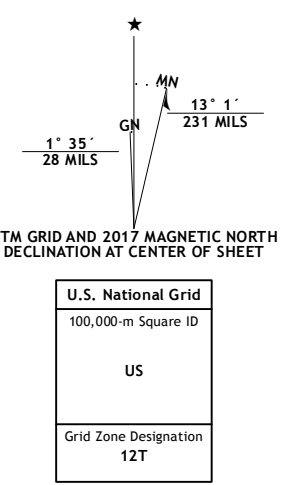 ★
MN
GN
13° 1´
231 MILS
1° 35´
28 MILS
TM GRID AND 2017 MAGNETIC NORTH
DECLINATION AT CENTER OF SHEET
U.S. National Grid
100,000-m Square ID
US
Grid Zone Designation
12T